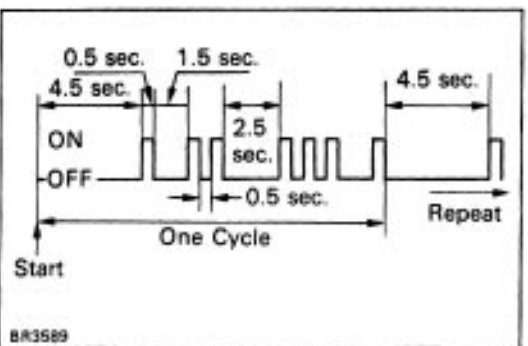 0.5 sec. 1.5 sec.
4.5 sec. 4.5 sec.
ON
2.5
sec.
OFF
0.5 sec.
Repeat
One Cycle
Start
BR3589